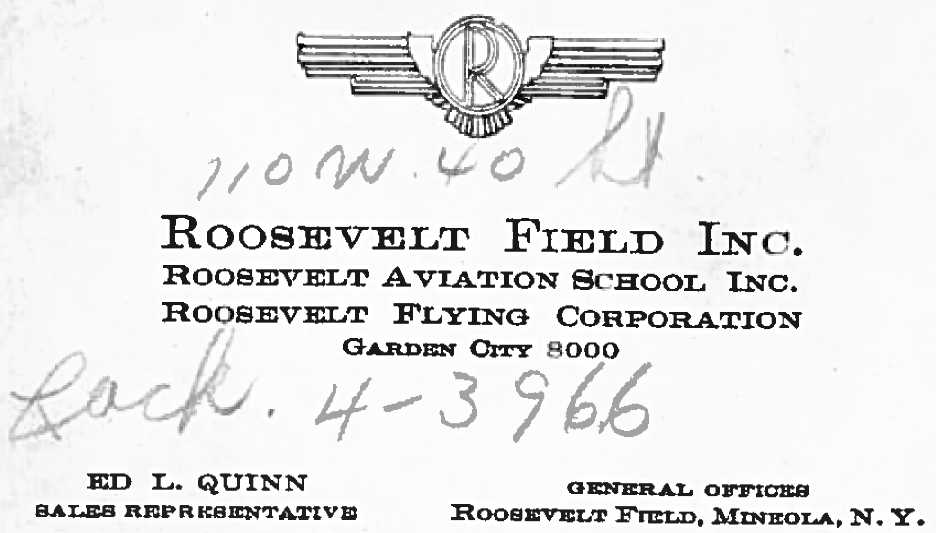 R
110 W. 40 St.
ROOSEVELT FIELD INC.
ROOSEVELT AVIATION SCHOOL INC.
ROOSEVELT FLYING CORPORATION
GARDEN CITY 8000
Lack. 4-3966
ED L. QUINN
SALES REPRESENTATIVE
GENERAL OFFICES
ROOSEVELT FIELD, MINEOLA, N. Y.